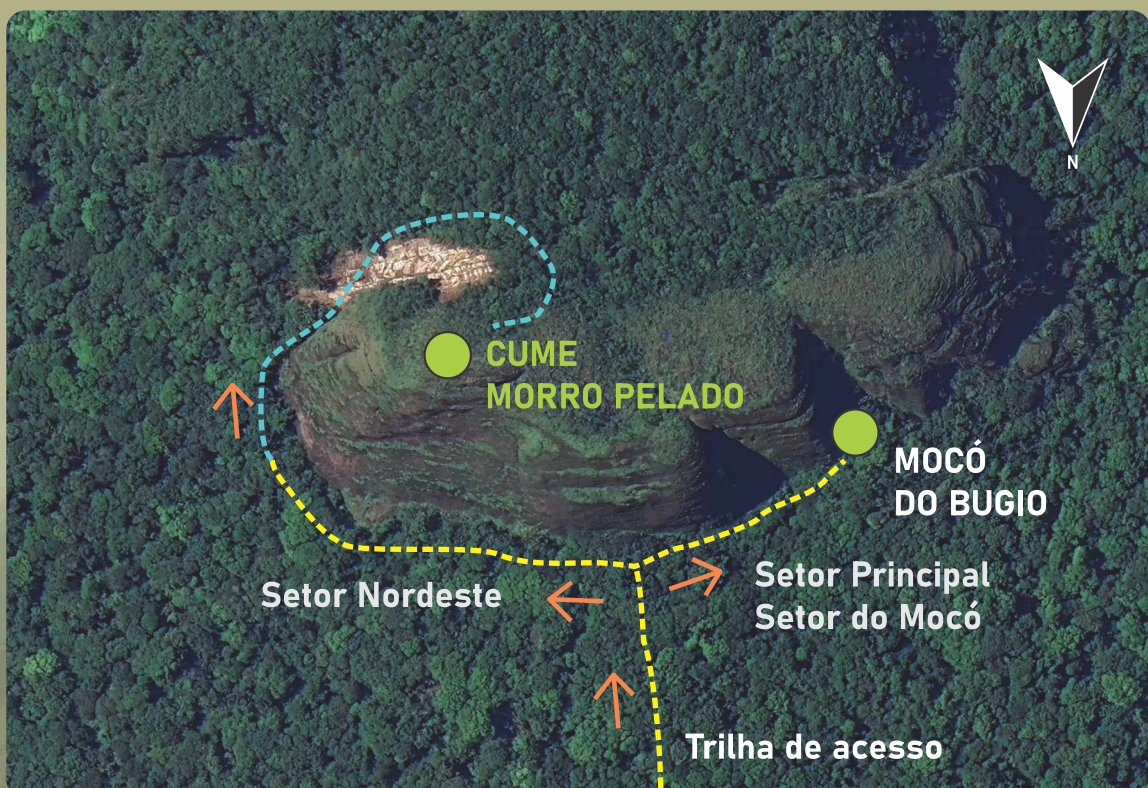 N
CUME
MORRO PELADO
MOCÓ
DO BUGIO
Setor Nordeste
Setor Principal
Setor do Mocó
Trilha de acesso